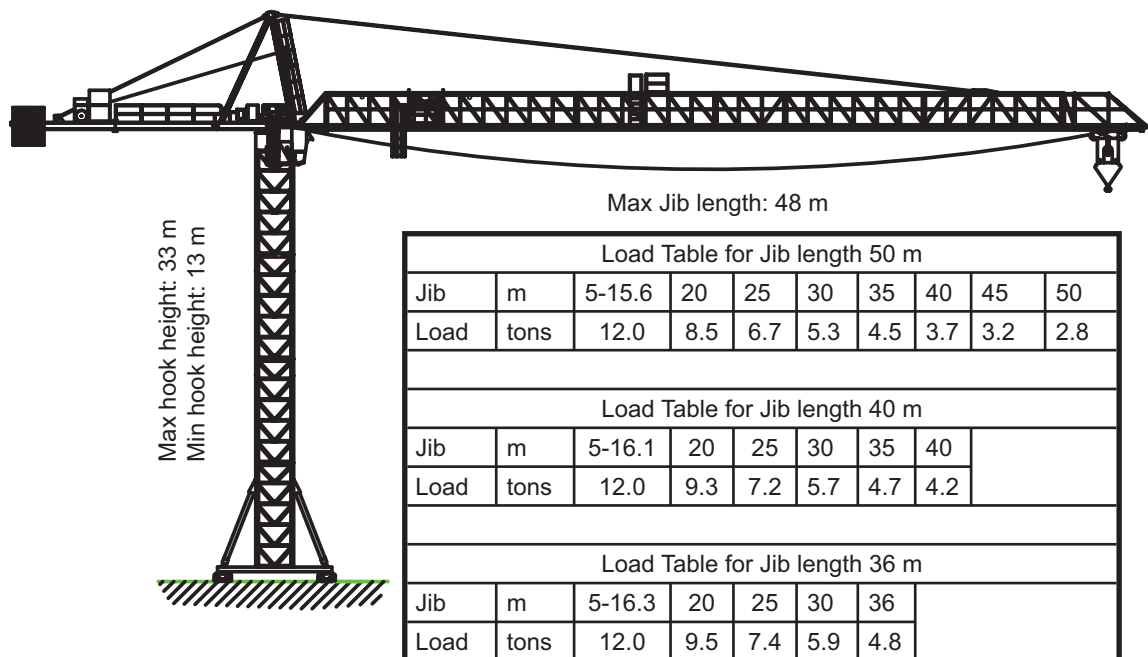 Max hook height: 33 m
Min hook height: 13 m
Max Jib length: 48 m
Load Table for Jib length 50 m
Jib m 5-15.6 20 25 30 35 40 45 50
Load tons 12.0 8.5 6.7 5.3 4.5 3.7 3.2 2.8
Load Table for Jib length 40 m
Jib m 5-16.1 20 25 30 35 40
Load tons 12.0 9.3 7.2 5.7 4.7 4.2
Load Table for Jib length 36 m
Jib m 5-16.3 20 25 30 36
Load tons 12.0 9.5 7.4 5.9 4.8